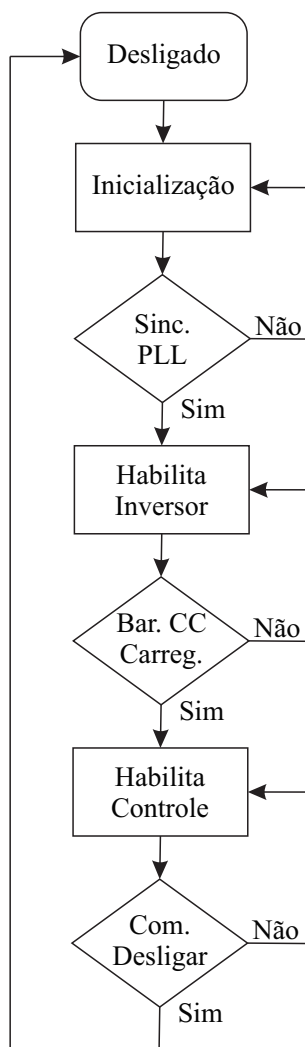 Desligado
Inicialização
Sinc.
PLL
Não
Sim
Habilita
Inversor
Bar. CC
Carreg.
Não
Sim
Habilita
Controle
Com.
Desligar
Não
Sim